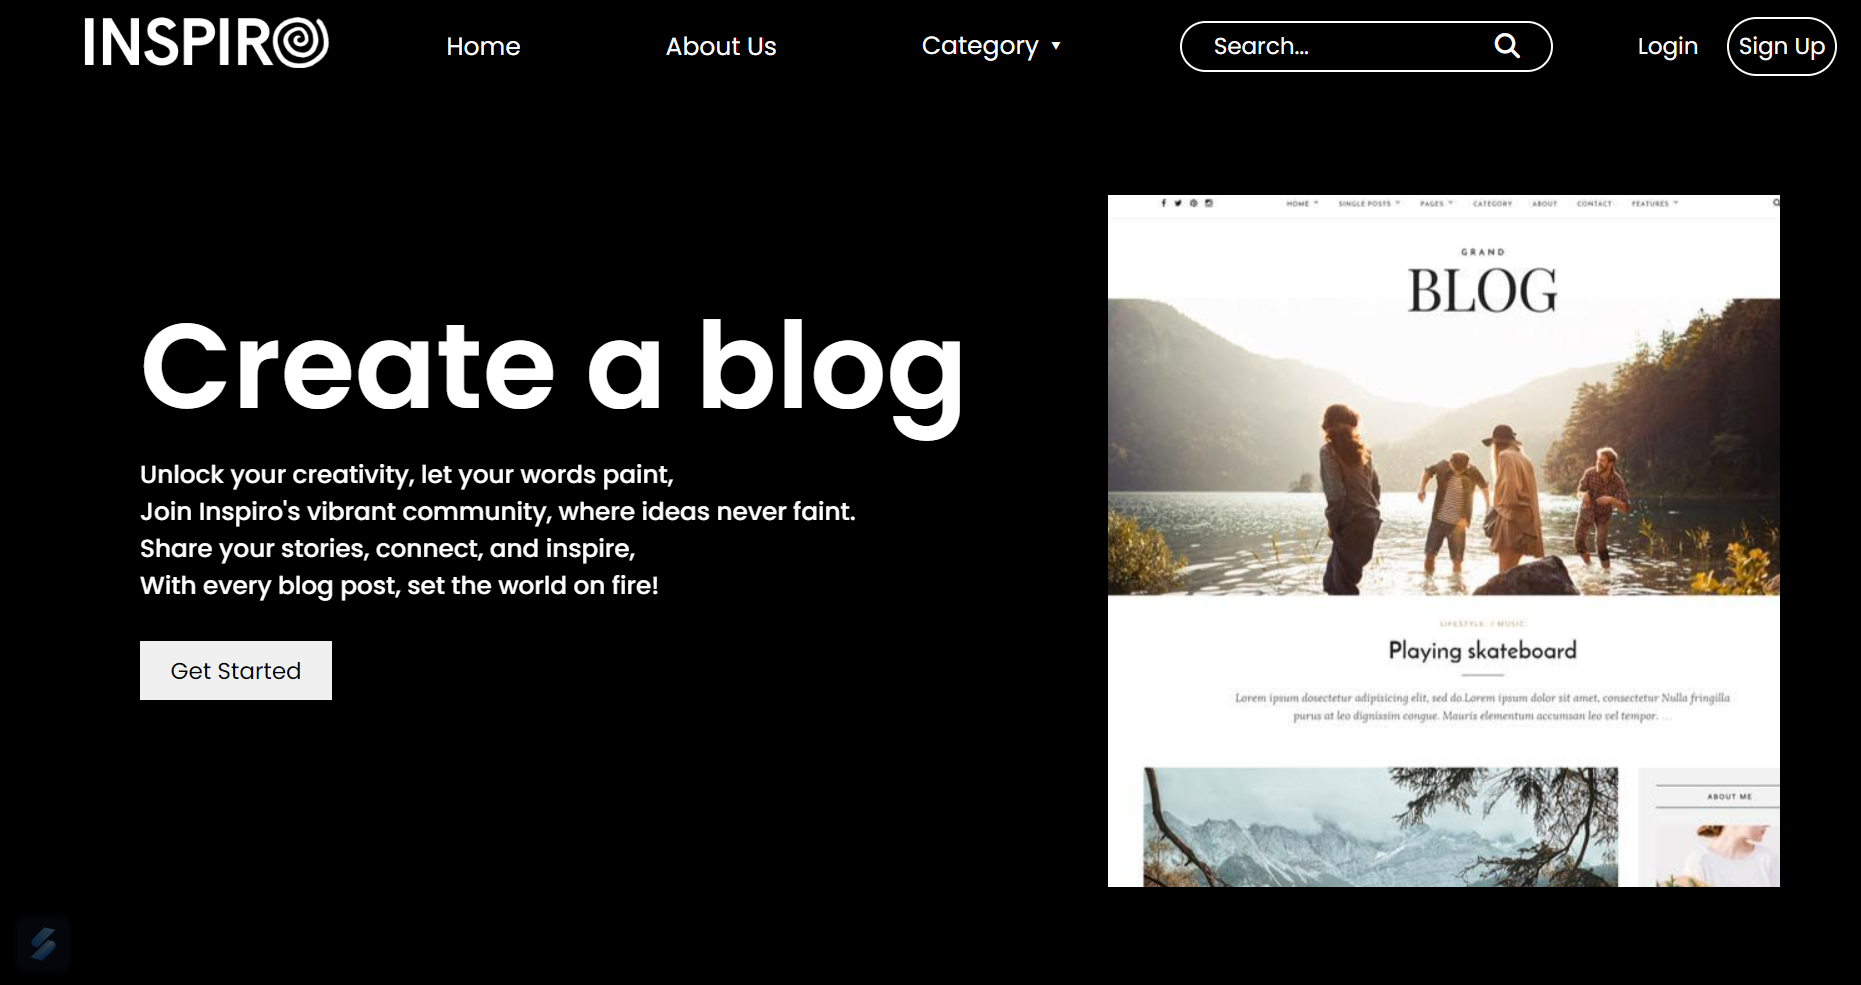 INSPIRO
Home
About Us
Category
Search...
Login
Sign Up
Create a blog
Unlock your creativity, let your words paint,
Join Inspiro's vibrant community, where ideas never faint.
Share your stories, connect, and inspire,
With every blog post, set the world on fire!
Get Started
HOME SINGLE POSTS PAGES CATEGORY ABOUT CONTACT FEATURES
GRAND
BLOG
LIFESTYLE / MUSIC
Playing skateboard
Lorem ipsum dosectetur adipisicing elit, sed do.Lorem ipsum dolor sit amet, consectetur Nulla fringilla
purus at leo dignissim congue. Mauris elementum accumsan leo vel tempor. ...
ABOUT ME